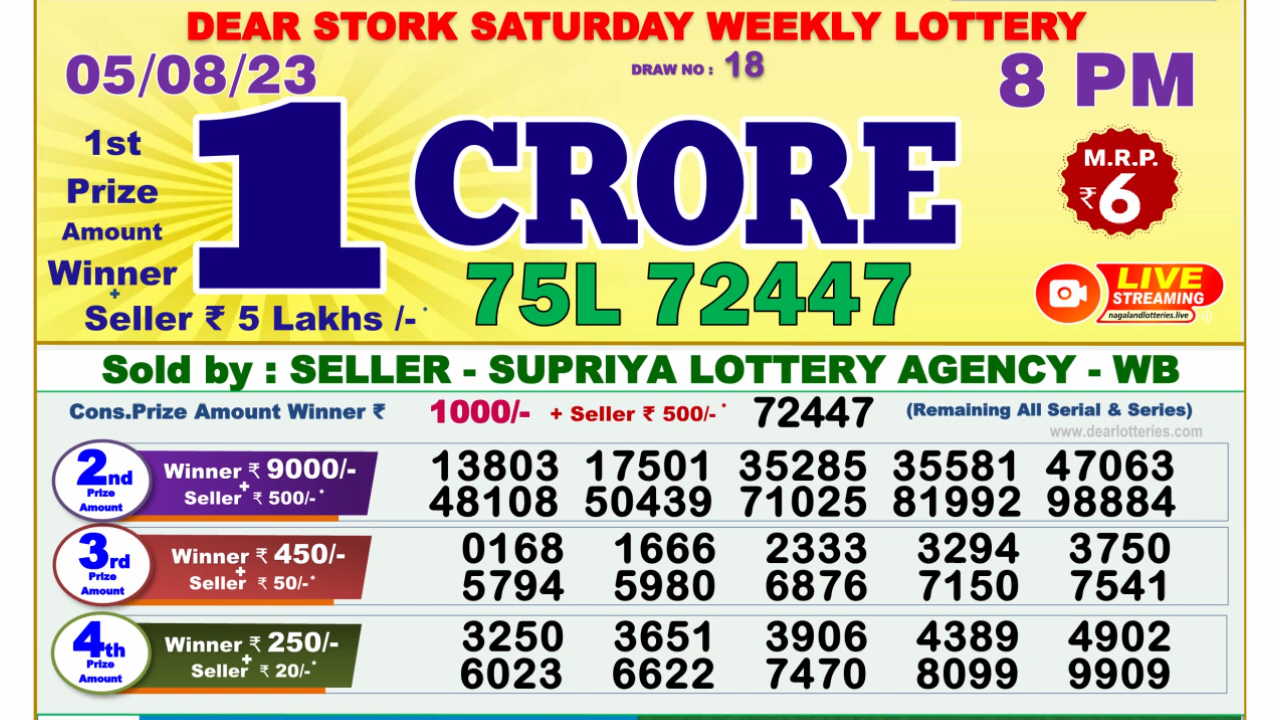 DEAR STORK SATURDAY WEEKLY LOTTERY
05/08/23
DRAW NO : 18
8 PM
1st
Prize
Amount
Winner
+
Seller ₹ 5 Lakhs /-*
1 CRORE
75L 72447
M.R.P.
₹6
LIVE
STREAMING
nagalandlotteries.live
Sold by : SELLER - SUPRIYA LOTTERY AGENCY - WB
Cons.Prize Amount Winner ₹ 1000/- + Seller ₹ 500/-* 72447 (Remaining All Serial & Series)
www.dearlotteries.com
2nd
Prize
Amount
Winner ₹ 9000/-
+
Seller ₹ 500/-*
13803 17501 35285 35581 47063
48108 50439 71025 81992 98884
3rd
Prize
Amount
Winner ₹ 450/-
+
Seller ₹ 50/-*
0168 1666 2333 3294 3750
5794 5980 6876 7150 7541
4th
Prize
Amount
Winner ₹ 250/-
+
Seller ₹ 20/-*
3250 3651 3906 4389 4902
6023 6622 7470 8099 9909